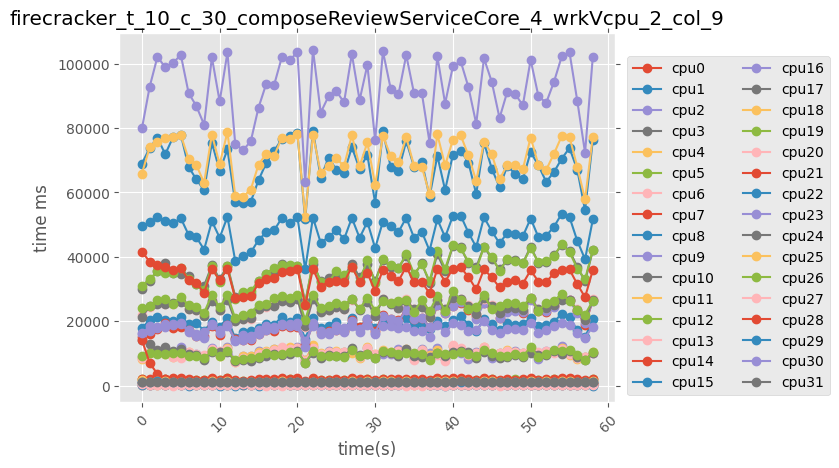 firecracker_t_10_c_30_composeReviewServiceCore_4_wrkVcpu_2_col_9
100000
80000
60000
40000
20000
0
time ms
0
10
20
30
40
50
60
time(s)
cpu0
cpu1
cpu2
cpu3
cpu4
cpu5
cpu6
cpu7
cpu8
cpu9
cpu10
cpu11
cpu12
cpu13
cpu14
cpu15
cpu16
cpu17
cpu18
cpu19
cpu20
cpu21
cpu22
cpu23
cpu24
cpu25
cpu26
cpu27
cpu28
cpu29
cpu30
cpu31